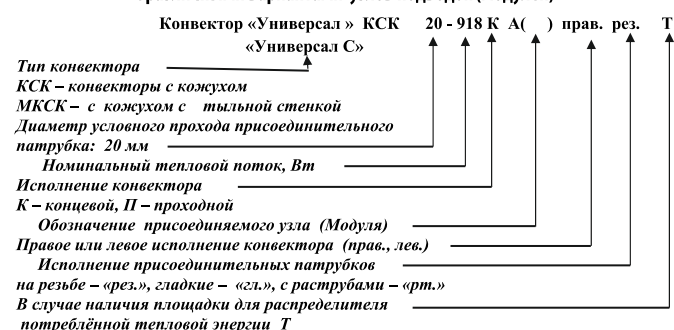 Конвектор «Универсал » КСК 20 - 918 К А( ) прав. рез. Т
«Универсал С»
Тип конвектора
КСК – конвекторы с кожухом
МКСК – с кожухом с тыльной стенкой
Диаметр условного прохода присоединительного
патрубка: 20 мм
Номинальный тепловой поток, Вт
Исполнение конвектора
К – концевой, П – проходной
Обозначение присоединяемого узла (Модуля)
Правое или левое исполнение конвектора (прав., лев.)
Исполнение присоединительных патрубков
на резьбе – «рез.», гладкие – «гл.», с раструбами – «рт.»
В случае наличия площадки для распределителя
потреблённой тепловой энергии Т